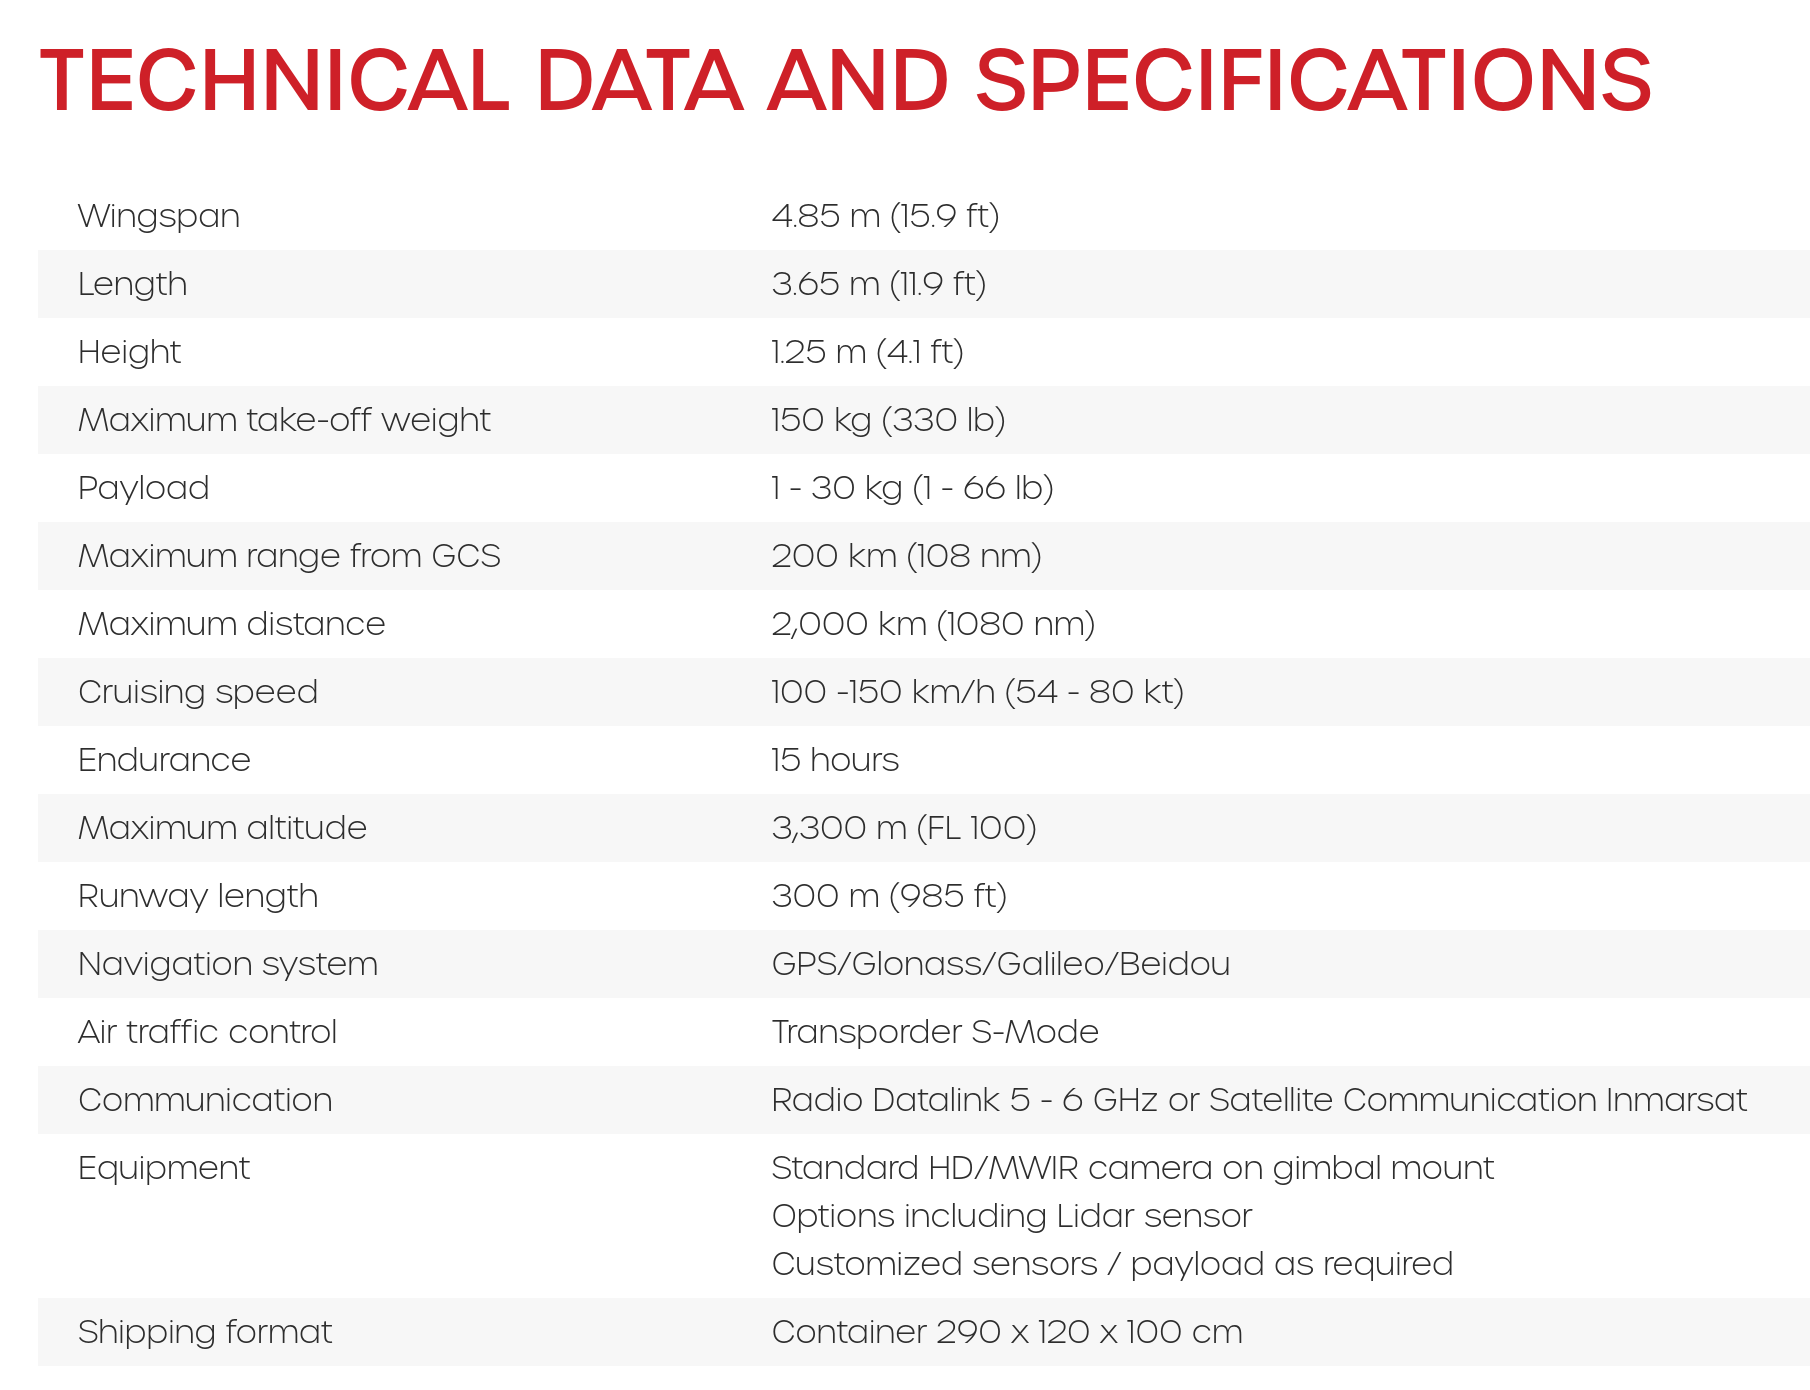 TECHNICAL DATA AND SPECIFICATIONS
Wingspan 4.85 m (15.9 ft)
Length 3.65 m (11.9 ft)
Height 1.25 m (4.1 ft)
Maximum take-off weight 150 kg (330 lb)
Payload 1 - 30 kg (1 - 66 lb)
Maximum range from GCS 200 km (108 nm)
Maximum distance 2,000 km (1080 nm)
Cruising speed 100 -150 km/h (54 - 80 kt)
Endurance 15 hours
Maximum altitude 3,300 m (FL 100)
Runway length 300 m (985 ft)
Navigation system GPS/Glonass/Galileo/Beidou
Air traffic control Transporder S-Mode
Communication Radio Datalink 5 - 6 GHz or Satellite Communication Inmarsat
Equipment Standard HD/MWIR camera on gimbal mount
Options including Lidar sensor
Customized sensors / payload as required
Shipping format Container 290 x 120 x 100 cm